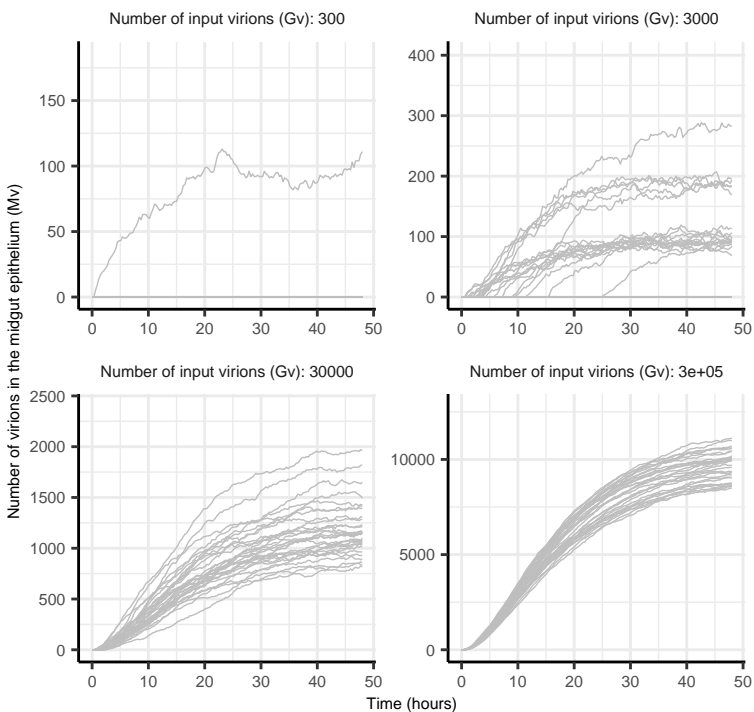 Number of input virions (Gv): 300
Number of input virions (Gv): 3000
150
100
50
0
400
300
200
100
0
0 10 20 30 40 50
0 10 20 30 40 50
Number of virions in the midgut epithelium (Mv)
Number of input virions (Gv): 30000
Number of input virions (Gv): 3e+05
2500
2000
1500
1000
500
0
10000
5000
0
0 10 20 30 40 50
0 10 20 30 40 50
Time (hours)